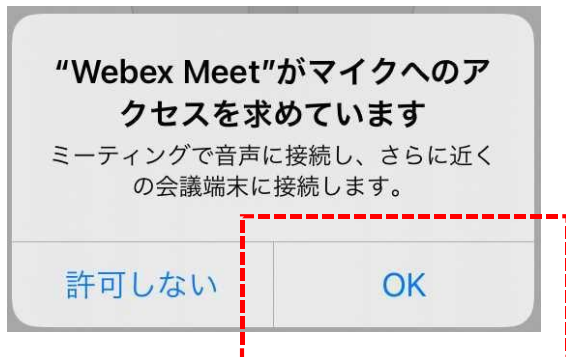 “Webex Meet”がマイクへのア
クセスを求めています
ミーティングで音声に接続し、さらに近く
の会議端末に接続します。
許可しない
OK